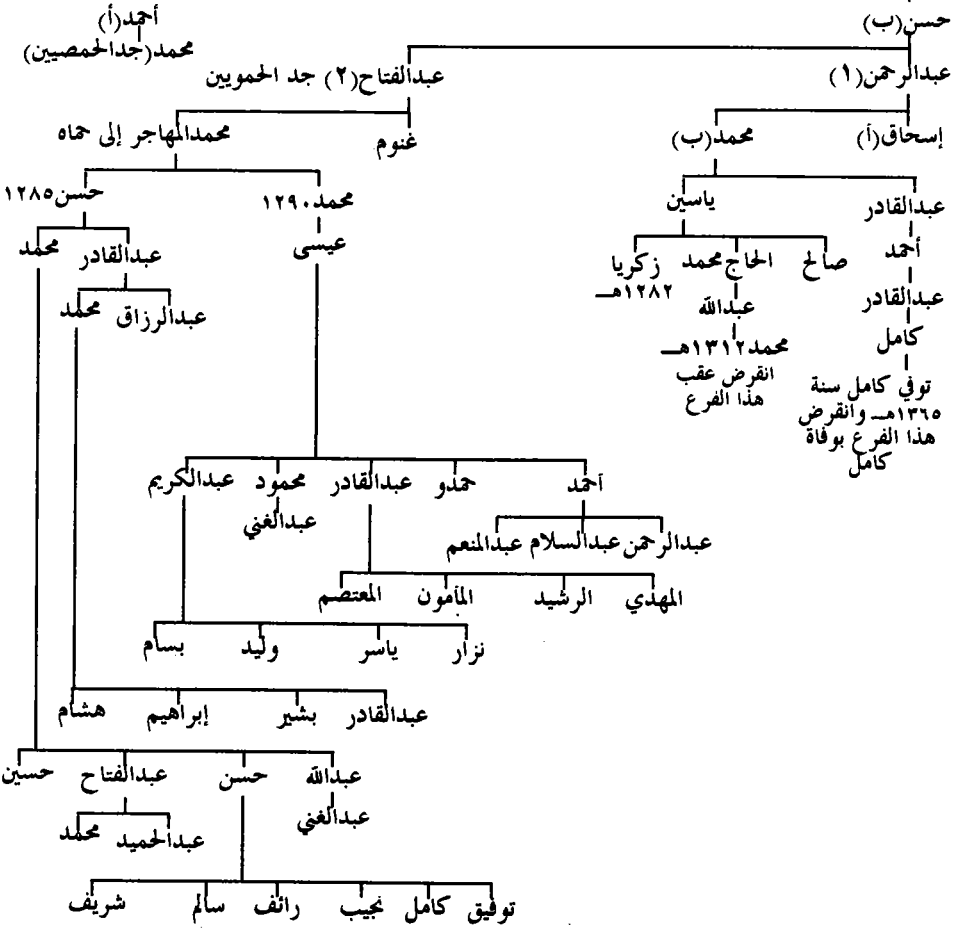 حسن(ب)
أحمد(أ)
محمد(جدالحمصيين)
عبدالرحمن(١)
عبدالفتاح(٢) جد الحمويين
إسحاق(أ)
محمد(ب)
غنوم
محمدالمهاجر إلى حماه
عبدالقادر
ياسين
محمد١٢٩٠
حسن١٢٨٥
أحمد
صالح
الحاج محمد
زكريا
١٢٨٢هـ
عيسى
عبدالقادر
محمد
عبدالقادر
عبدالله
عبدالرزاق
محمد
كامل
محمد١٣١٢هـ
انقرض عقب
هذا الفرع
توفي كامل سنة
١٣٦٥هـ وانقرض
هذا الفرع بوفاة
كامل
أحمد
حمدو
عبدالقادر
محمود
عبدالكريم
عبدالغني
عبدالرحمن
عبدالسلام
عبدالمنعم
المهدي
الرشيد
المأمون
المعتصم
نزار
ياسر
وليد
بسام
عبدالقادر
بشير
إبراهيم
هشام
عبدالله
حسن
عبدالفتاح
حسين
عبدالغني
عبدالحميد
محمد
توفيق
كامل
نجيب
رائف
سالم
شريف